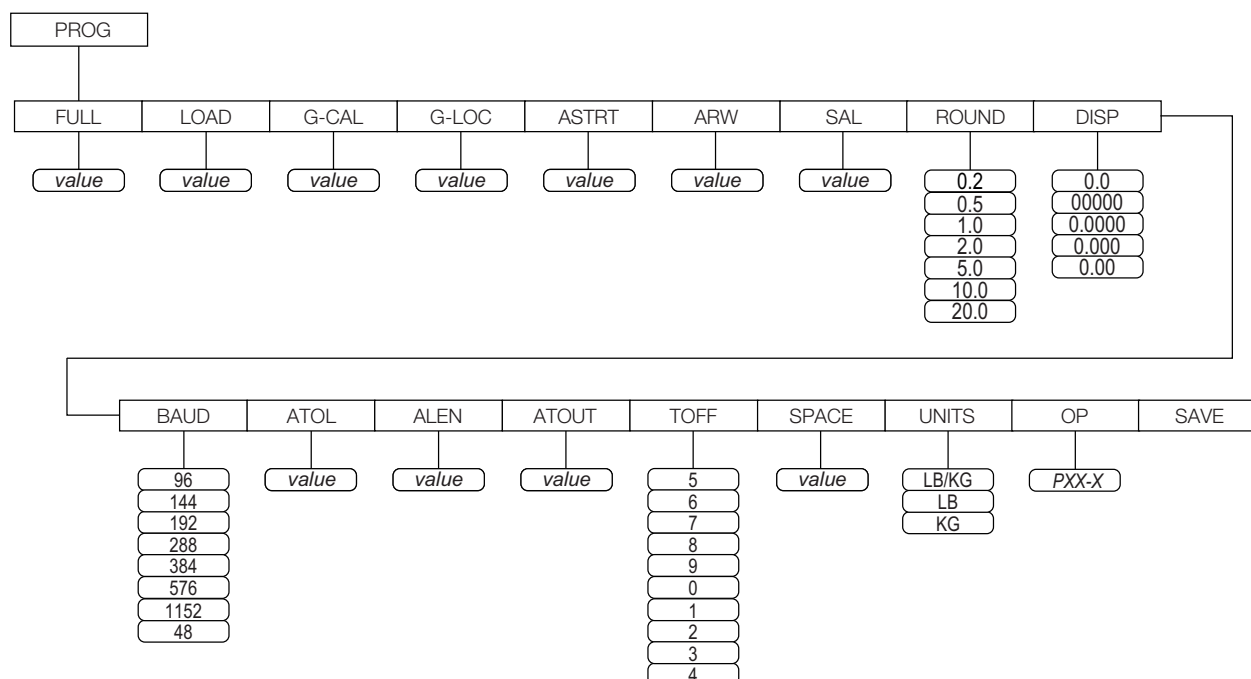 PROG
FULL LOAD G-CAL G-LOC ASTRT ARW SAL ROUND DISP
value value value value value value value 0.2 0.0
0.5 00000
1.0 0.0000
2.0 0.000
5.0 0.00
10.0
20.0
BAUD ATOL ALEN ATOUT TOFF SPACE UNITS OP SAVE
96 value value value 5 value LB/KG PXX-X
144 6 LB
192 7 KG
288 8
384 9
576 0
1152 1
48 2
3
4